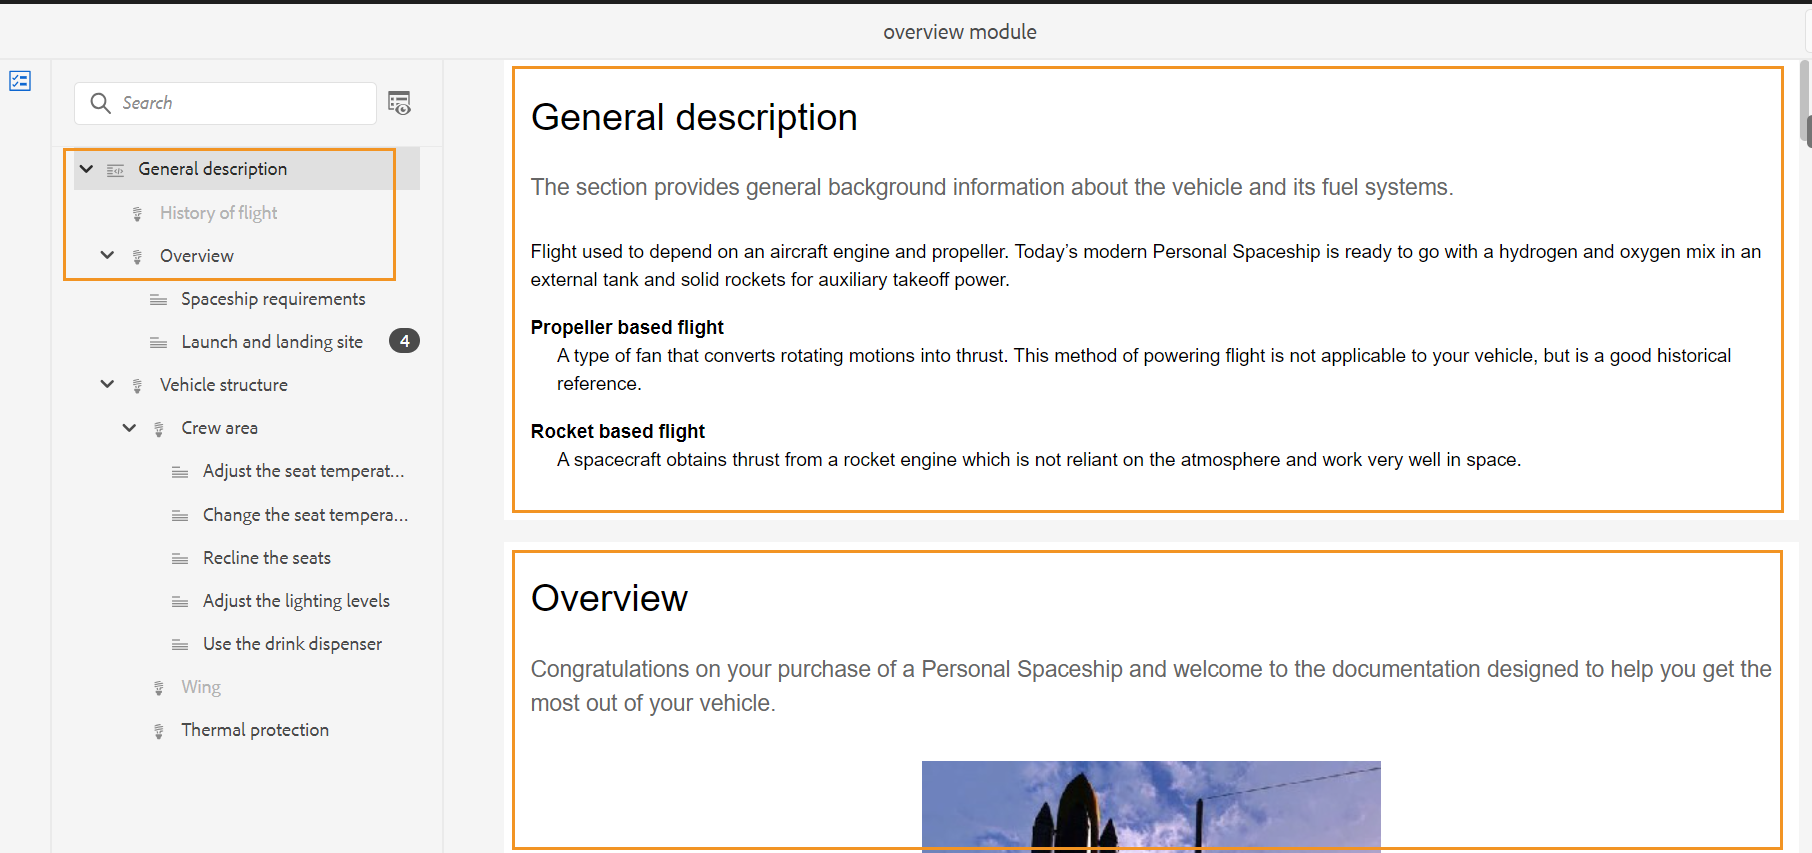 overview module
Search
General description
History of flight
Overview
Spaceship requirements
Launch and landing site 4
Vehicle structure
Crew area
Adjust the seat temperat...
Change the seat tempera...
Recline the seats
Adjust the lighting levels
Use the drink dispenser
Wing
Thermal protection
General description
The section provides general background information about the vehicle and its fuel systems.
Flight used to depend on an aircraft engine and propeller. Today’s modern Personal Spaceship is ready to go with a hydrogen and oxygen mix in an
external tank and solid rockets for auxiliary takeoff power.
Propeller based flight
A type of fan that converts rotating motions into thrust. This method of powering flight is not applicable to your vehicle, but is a good historical
reference.
Rocket based flight
A spacecraft obtains thrust from a rocket engine which is not reliant on the atmosphere and work very well in space.
Overview
Congratulations on your purchase of a Personal Spaceship and welcome to the documentation designed to help you get the
most out of your vehicle.